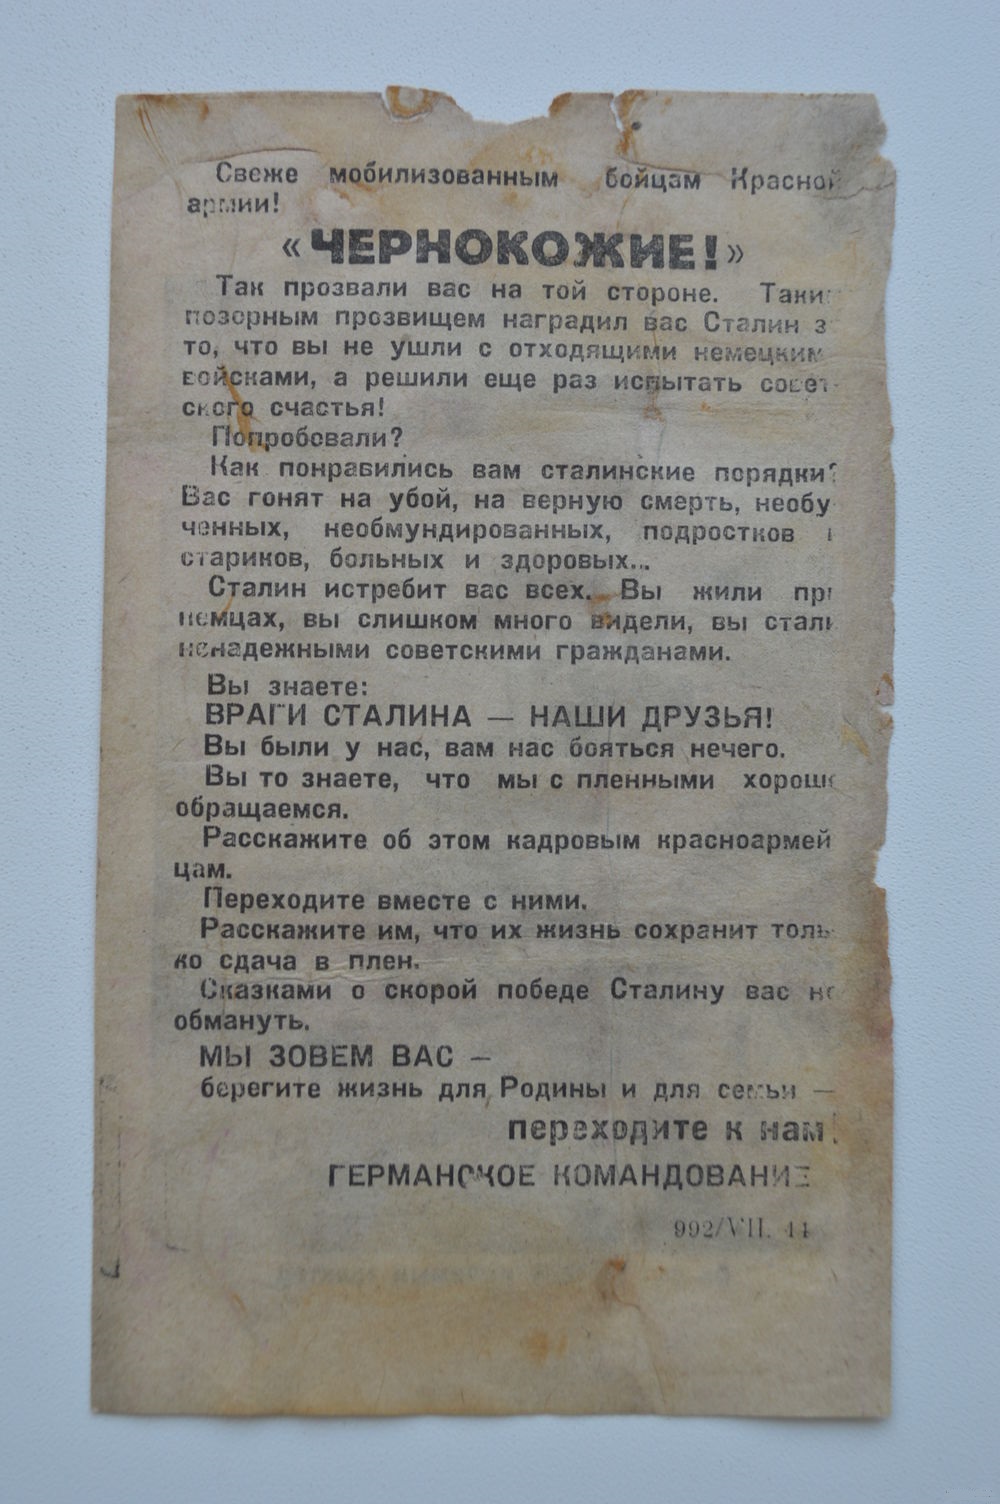 Свеже мобилизованным бойцам Красной
армии!
«ЧЕРНОКОЖИЕ!»
Так прозвали вас на той стороне. Таки
позорным прозвищем наградил вас Сталин з
то, что вы не ушли с отходящими немецким
войсками, а решили еще раз испытать совет-
ского счастья!
Попробовали?
Как понравились вам сталинские порядки?
Вас гонят на убой, на верную смерть, необу-
ченных, необмундированных, подростков
стариков, больных и здоровых...
Сталин истребит вас всех. Вы жили при
немцах, вы слишком много видели, вы стали
ненадежными советскими гражданами.
Вы знаете:
ВРАГИ СТАЛИНА — НАШИ ДРУЗЬЯ!
Вы были у нас, вам нас бояться нечего.
Вы то знаете, что мы с пленными хорошо
обращаемся.
Расскажите об этом кадровым красноармей
цам.
Переходите вместе с ними.
Расскажите им, что их жизнь сохранит толь-
ко сдача в плен.
Сказками о скорой победе Сталину вас не
обмануть.
МЫ ЗОВЕМ ВАС —
берегите жизнь для Родины и для семьи —
переходите к нам!
ГЕРМАНСКОЕ КОМАНДОВАНИЕ
992/VII. 44